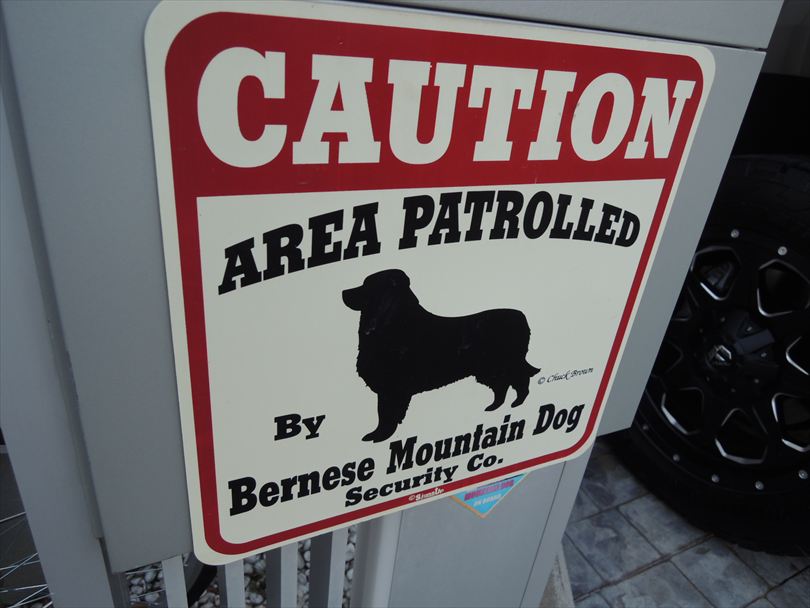 CAUTION
AREA PATROLLED
© Chuck Brown
By
Bernese Mountain Dog
Security Co.